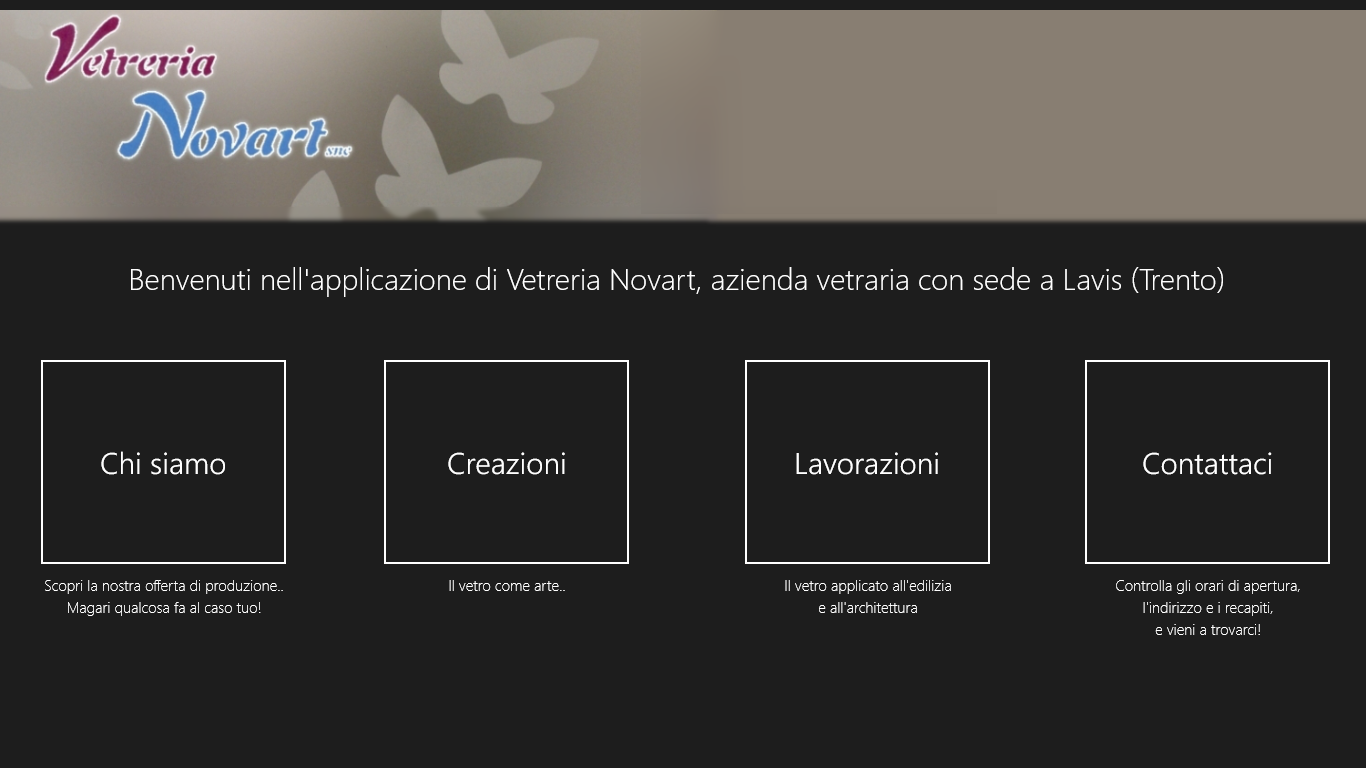 Vetreria
Novart snc
Benvenuti nell'applicazione di Vetreria Novart, azienda vetraria con sede a Lavis (Trento)
Chi siamo
Creazioni
Lavorazioni
Contattaci
Scopri la nostra offerta di produzione..
Magari qualcosa fa al caso tuo!
Il vetro come arte..
Il vetro applicato all'edilizia
e all'architettura
Controlla gli orari di apertura,
l'indirizzo e i recapiti,
e vieni a trovarci!